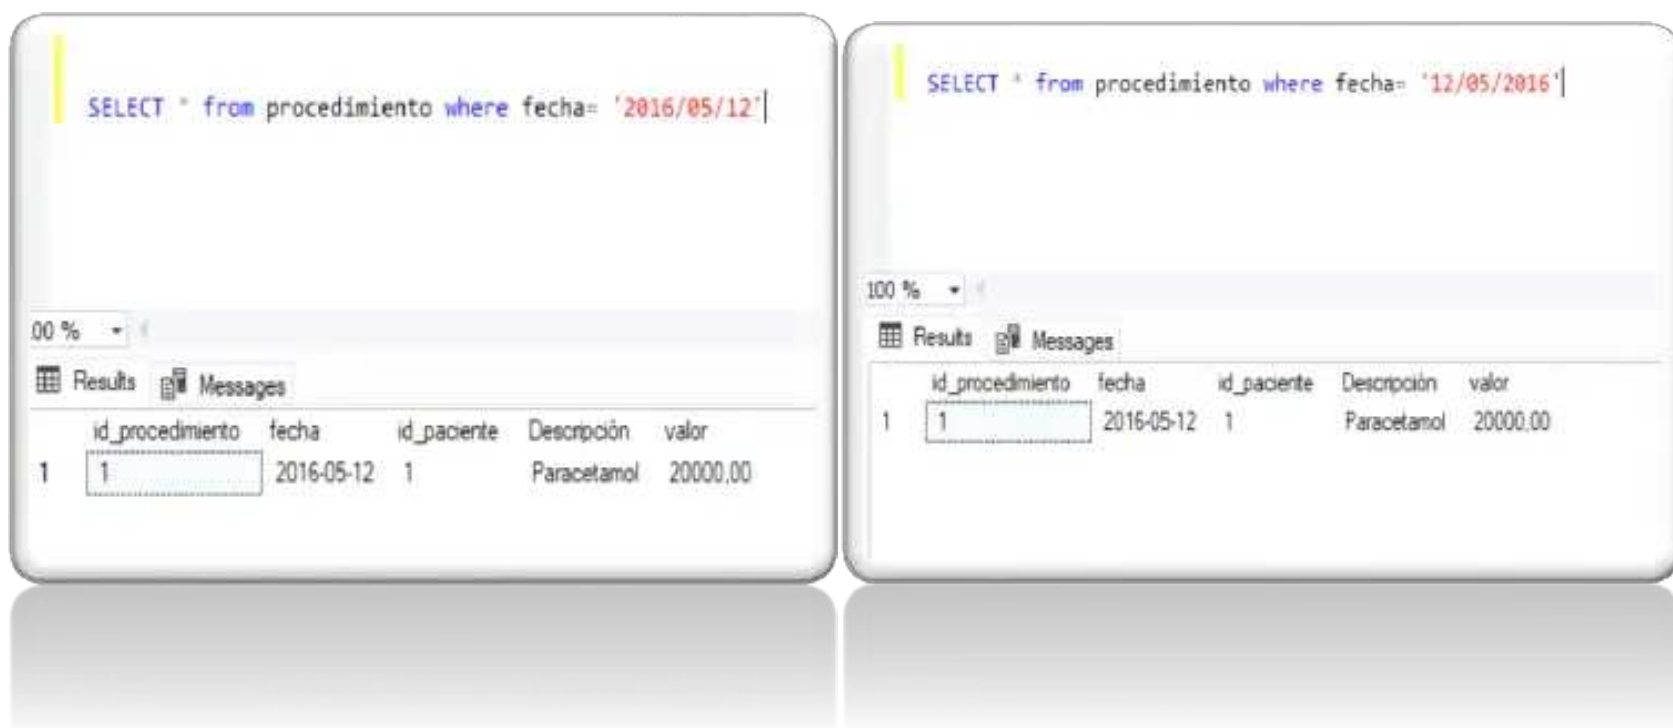 SELECT * from procedimiento where fecha= '2016/05/12'
00 %
Results Messages
id_procedimiento fecha id_paciente Descripción valor
1 1 2016-05-12 1 Paracetamol 20000,00
SELECT * from procedimiento where fecha= '12/05/2016'
100 %
Results Messages
id_procedimiento fecha id_paciente Descripción valor
1 1 2016-05-12 1 Paracetamol 20000,00